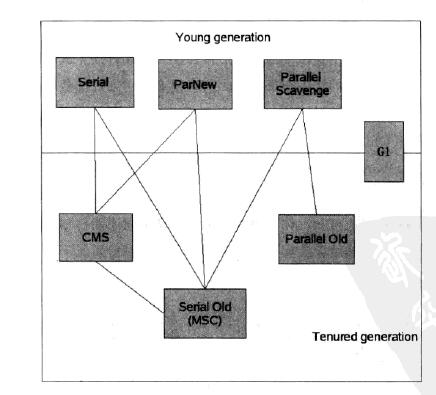 Young generation
Serial
ParNew
Parallel
Scavenge
G1
CMS
Parallel Old
Serial Old
(MSC)
Tenured generation